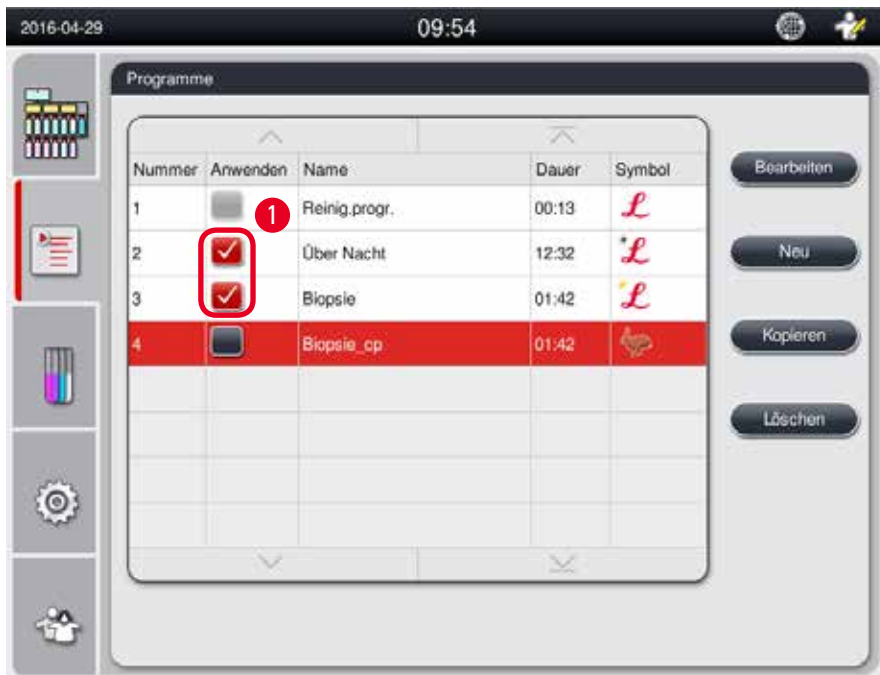 2016-04-29 09:54
Programme
Nummer Anwenden Name Dauer Symbol
1 Reinig.progr. 00:13 L
1
2 Über Nacht 12:32 L
3 Biopsie 01:42 L
4 Biopsie_cp 01:42
Bearbeiten
Neu
Kopieren
Löschen